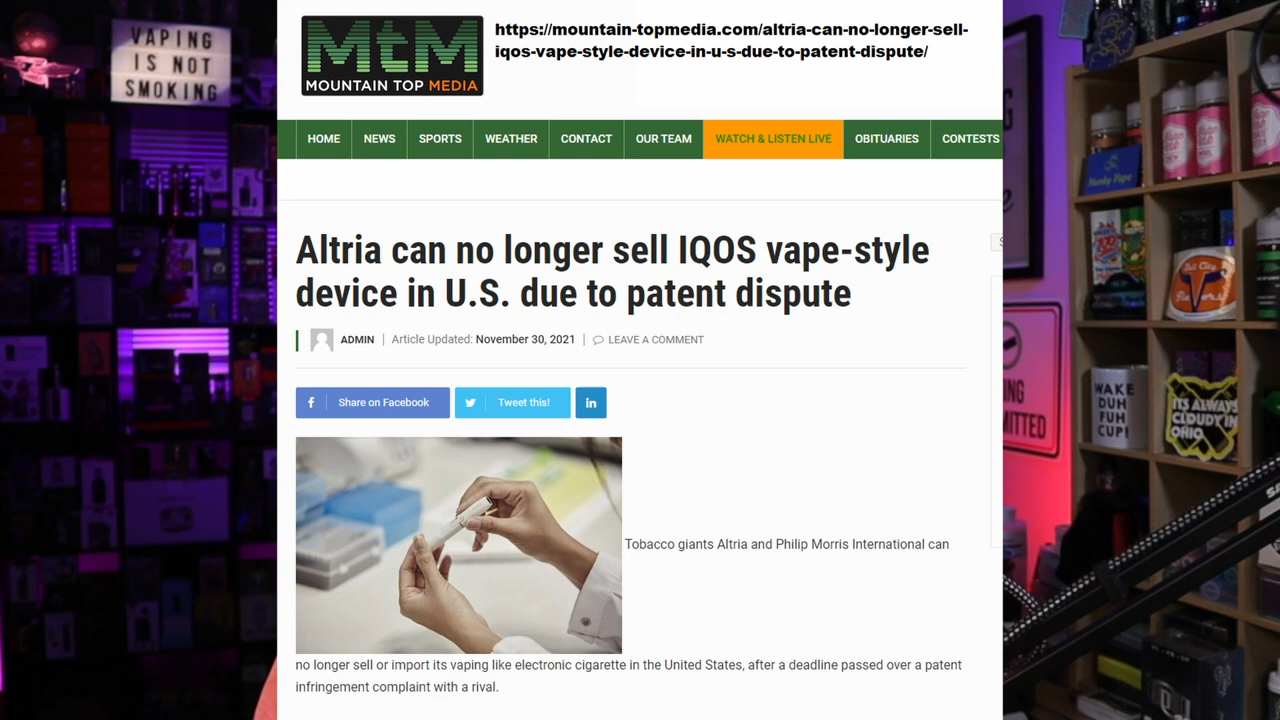 VAPING
IS NOT
SMOKING
MtM
MOUNTAIN TOP MEDIA
https://mountain-topmedia.com/altria-can-no-longer-sell-
iqos-vape-style-device-in-u-s-due-to-patent-dispute/
HOME NEWS SPORTS WEATHER CONTACT OUR TEAM WATCH & LISTEN LIVE OBITUARIES CONTESTS
Altria can no longer sell IQOS vape-style
device in U.S. due to patent dispute
ADMIN Article Updated: November 30, 2021 LEAVE A COMMENT
Share on Facebook Tweet this! in
Tobacco giants Altria and Philip Morris International can
no longer sell or import its vaping like electronic cigarette in the United States, after a deadline passed over a patent
infringement complaint with a rival.
WAKE
DUH
FUH
CUP!
ITS ALWAYS
CLOUDY IN
OHIO